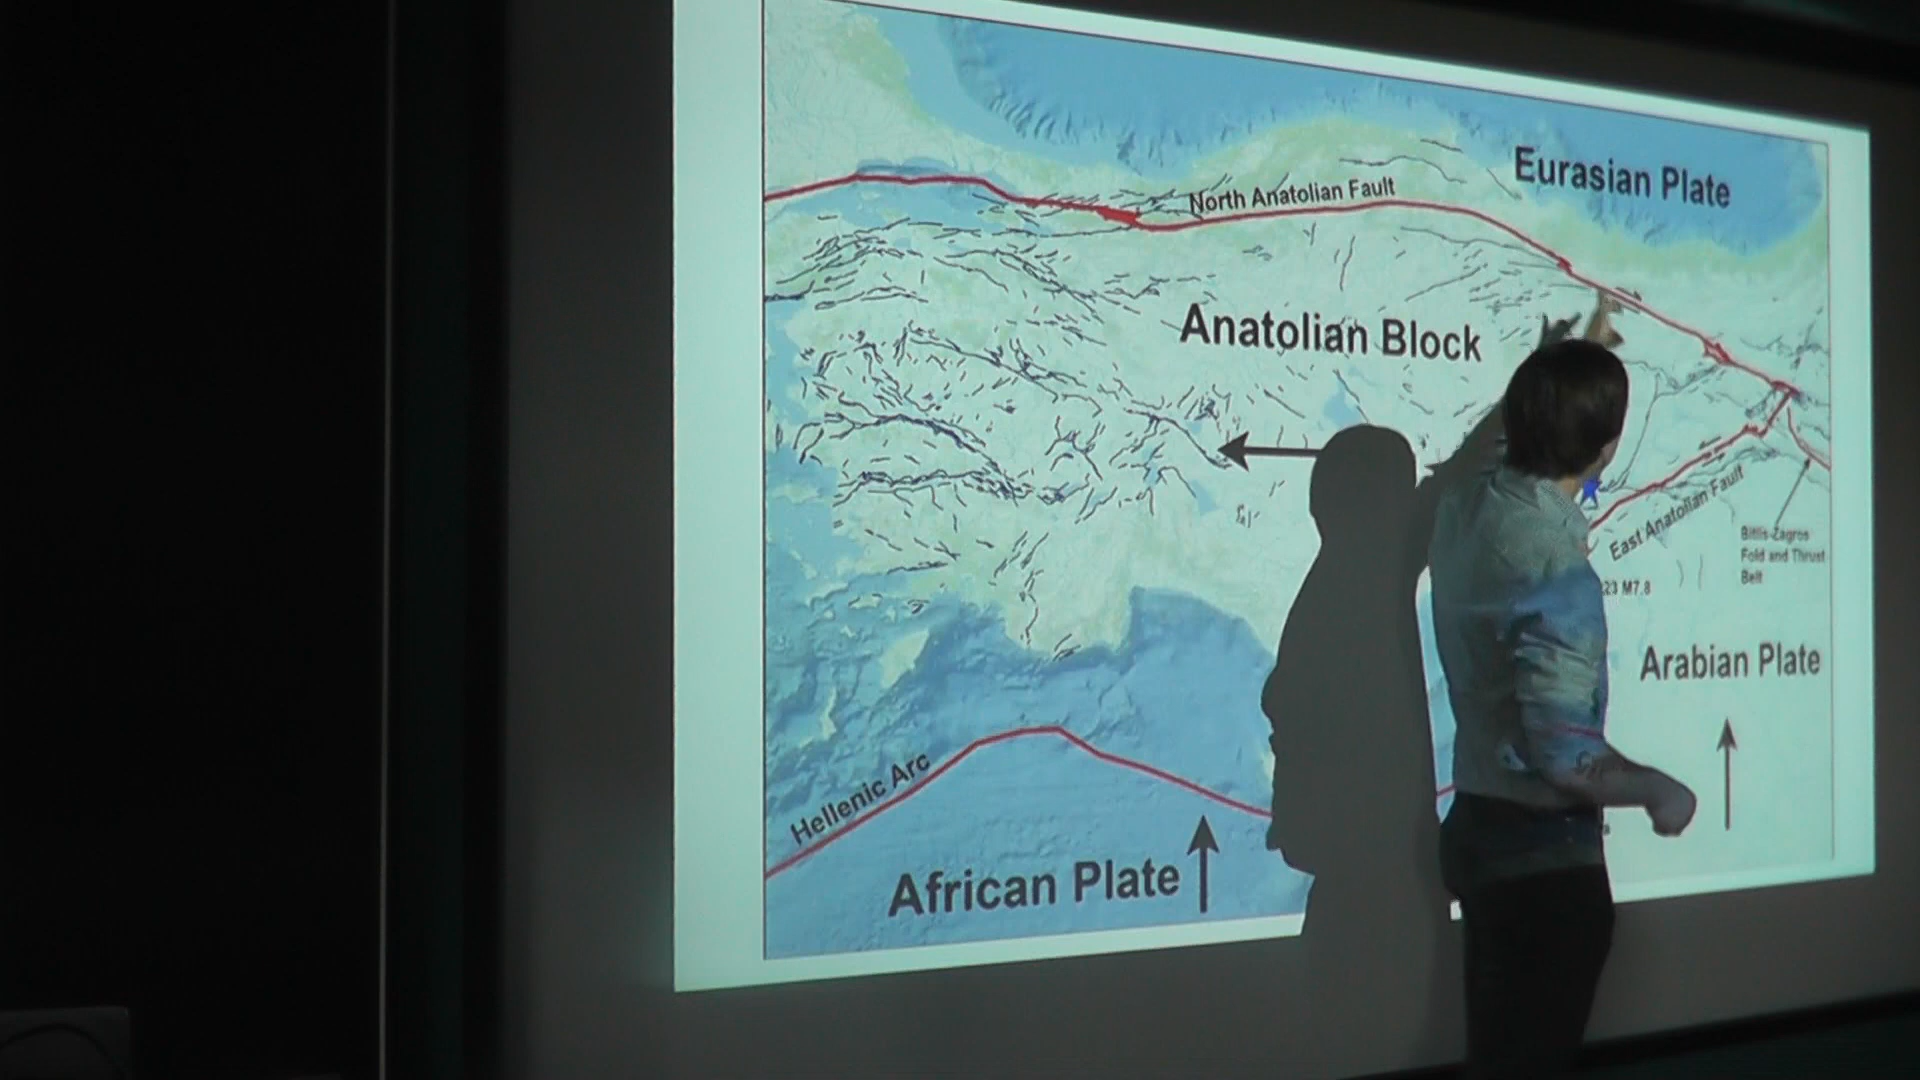 Eurasian Plate
North Anatolian Fault
Anatolian Block
East Anatolian Fault
Bitlis-Zagros
Fold and Thrust
Belt
23 M7.8
Arabian Plate
Hellenic Arc
African Plate